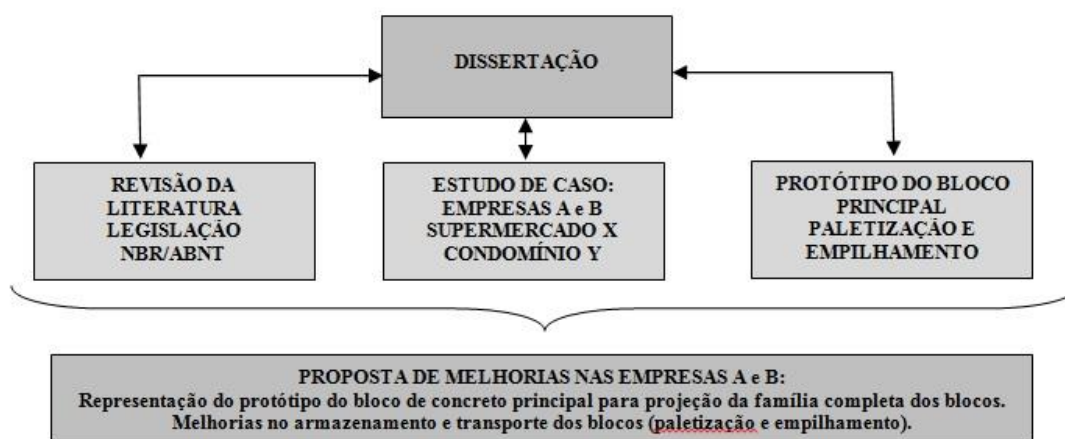 DISSERTAÇÃO
REVISÃO DA
LITERATURA
LEGISLAÇÃO
NBR/ABNT
ESTUDO DE CASO:
EMPRESAS A e B
SUPERMERCADO X
CONDOMÍNIO Y
PROTÓTIPO DO BLOCO
PRINCIPAL
PALETIZAÇÃO E
EMPILHAMENTO
PROPOSTA DE MELHORIAS NAS EMPRESAS A e B:
Representação do protótipo do bloco de concreto principal para projeção da família completa dos blocos.
Melhorias no armazenamento e transporte dos blocos (paletização e empilhamento).